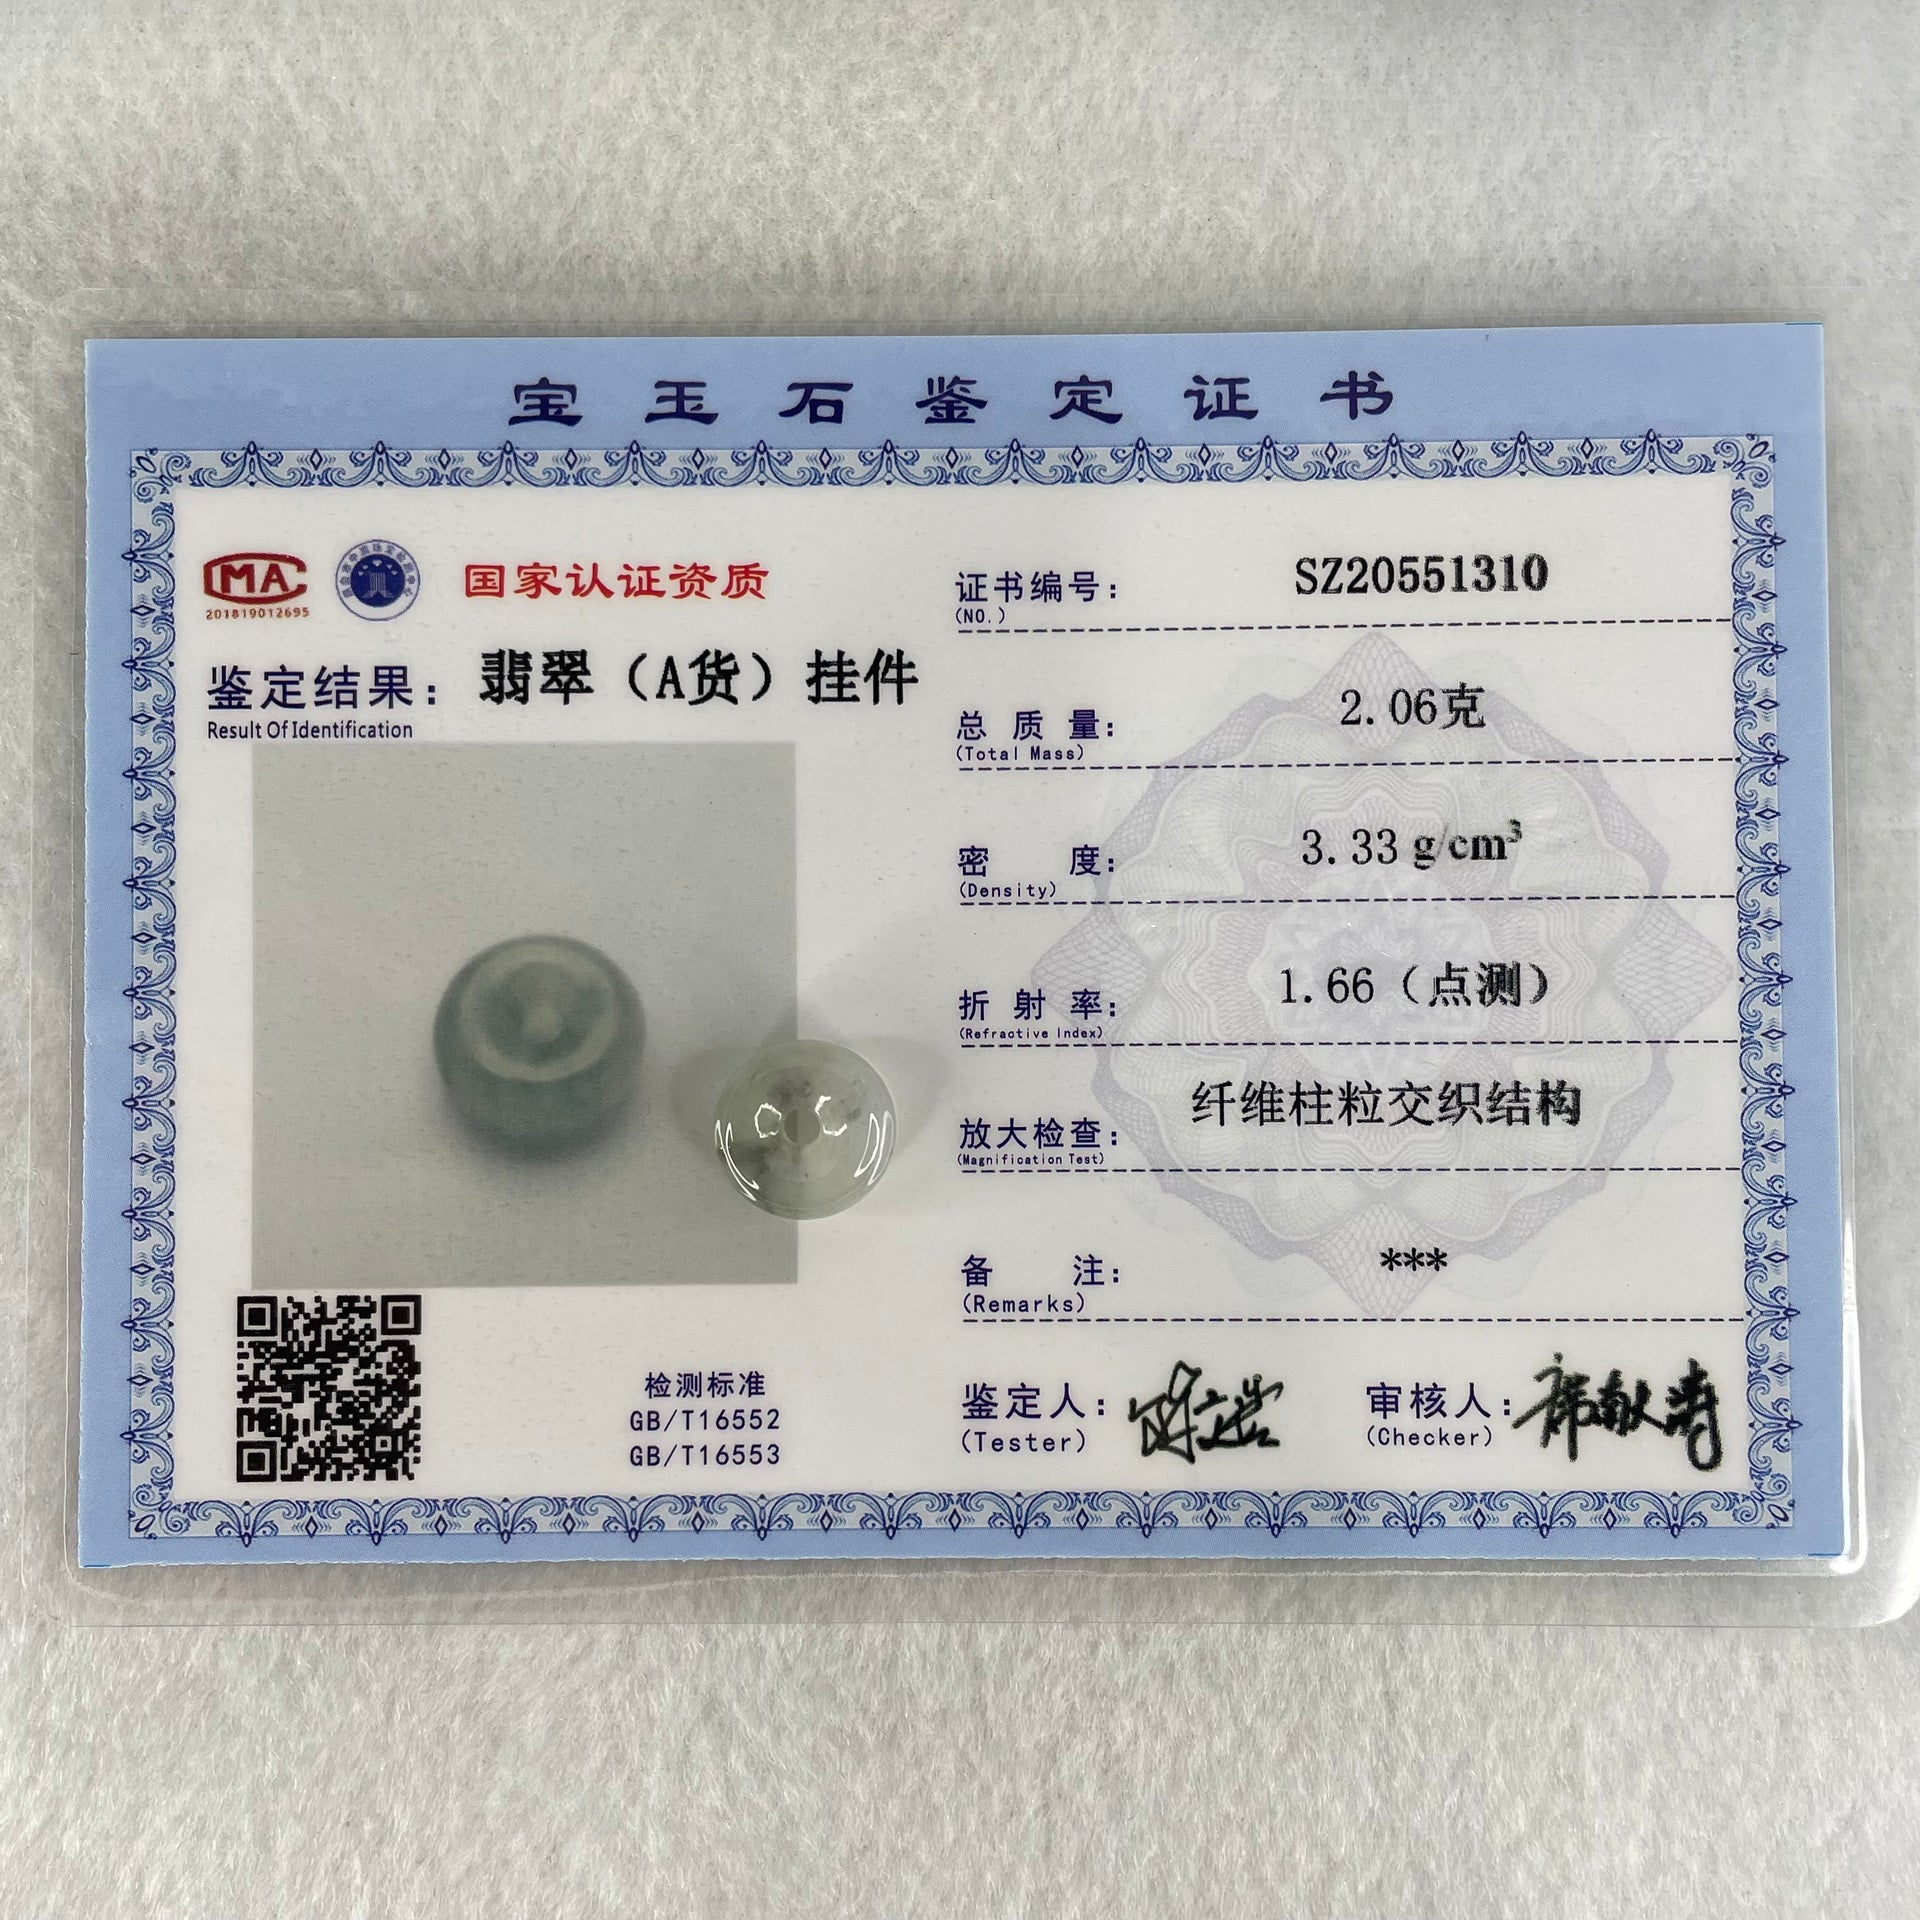 宝玉石鉴定证书
CMA
201819012695
国家认证资质
鉴定结果：翡翠（A货）挂件
Result Of Identification
检测标准
GB/T16552
GB/T16553
证书编号：SZ20551310
(NO.)
总质量：2.06克
(Total Mass)
密度：3.33 g/cm³
(Density)
折射率：1.66（点测）
(Refractive Index)
放大检查：纤维柱粒交织结构
(Magnification Test)
备注：***
(Remarks)
鉴定人：
(Tester)
审核人：
(Checker)